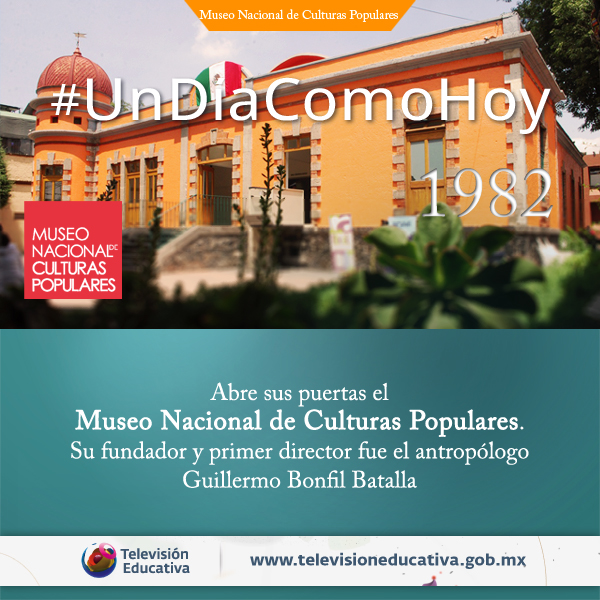 Museo Nacional de Culturas Populares
#UnDíaComoHoy
1982
MUSEO
NACIONAL DE
CULTURAS
POPULARES
Abre sus puertas el
Museo Nacional de Culturas Populares.
Su fundador y primer director fue el antropólogo
Guillermo Bonfil Batalla
Televisión
Educativa
www.televisioneducativa.gob.mx